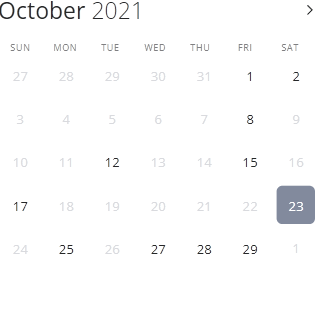 October 2021
SUN MON TUE WED THU FRI SAT
27 28 29 30 31 1 2
3 4 5 6 7 8 9
10 11 12 13 14 15 16
17 18 19 20 21 22 23
24 25 26 27 28 29 1